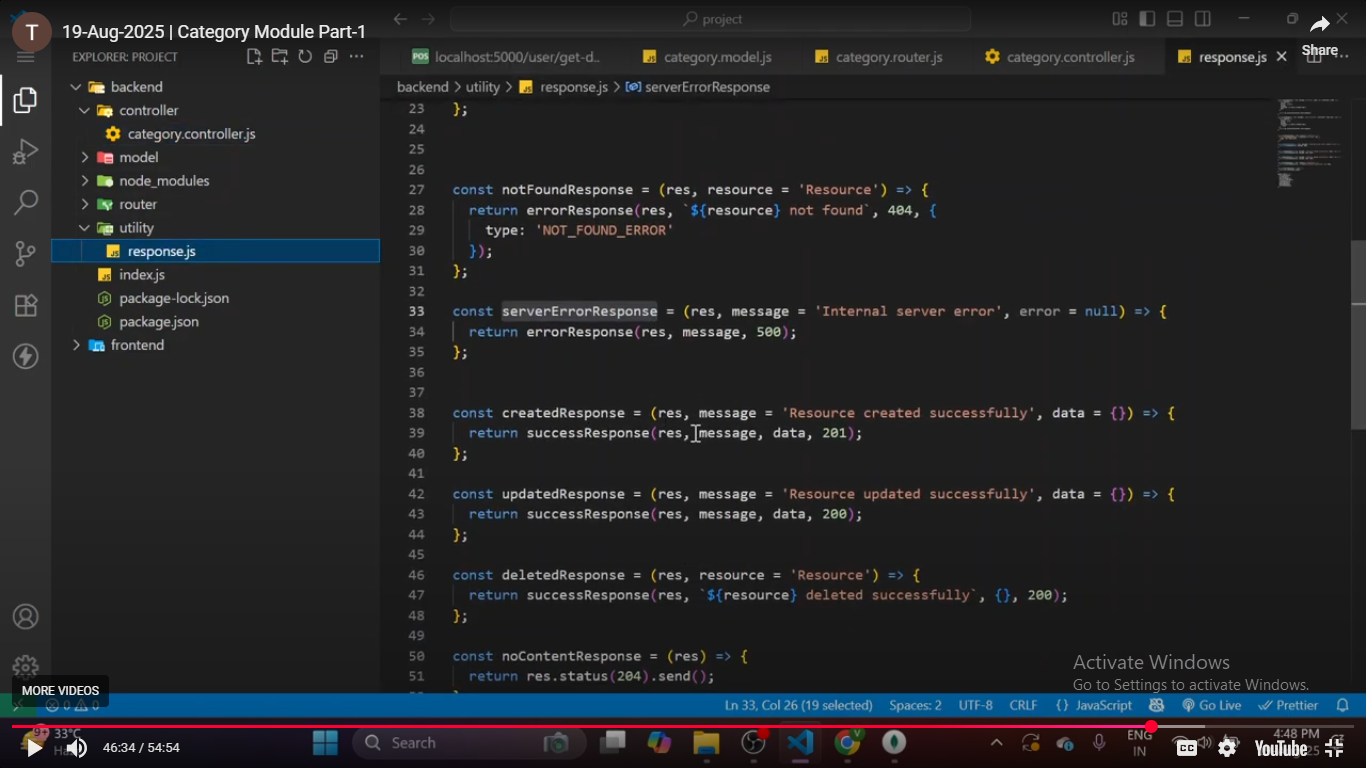 T
19-Aug-2025 | Category Module Part-1
project
Share
EXPLORER: PROJECT
backend
controller
category.controller.js
model
node_modules
router
utility
response.js
index.js
package-lock.json
package.json
frontend
POS localhost:5000/user/get-d..
JS category.model.js
JS category.router.js
category.controller.js
JS response.js
backend > utility > JS response.js > serverErrorResponse
23 };
24
25
26
27 const notFoundResponse = (res, resource = 'Resource') => {
28 return errorResponse(res, `${resource} not found`, 404, {
29 type: 'NOT_FOUND_ERROR'
30 });
31 };
32
33 const serverErrorResponse = (res, message = 'Internal server error', error = null) => {
34 return errorResponse(res, message, 500);
35 };
36
37
38 const createdResponse = (res, message = 'Resource created successfully', data = {}) => {
39 return successResponse(res, message, data, 201);
40 };
41
42 const updatedResponse = (res, message = 'Resource updated successfully', data = {}) => {
43 return successResponse(res, message, data, 200);
44 };
45
46 const deletedResponse = (res, resource = 'Resource') => {
47 return successResponse(res, `${resource} deleted successfully`, {}, 200);
48 };
49
50 const noContentResponse = (res) => {
51 return res.status(204).send();
Activate Windows
Go to Settings to activate Windows.
MORE VIDEOS
0 0
Ln 33, Col 26 (19 selected) Spaces: 2 UTF-8 CRLF {} JavaScript Go Live Prettier
9+ 33°C
46:34 / 54:54
Search
ENG
IN
4:48 PM
CC
YouTube